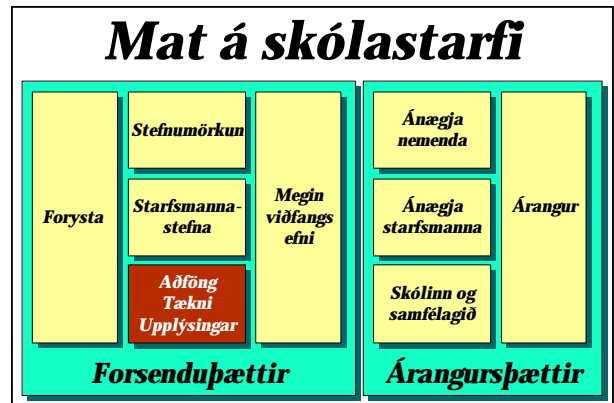 Mat á skólastarfi
Forysta
Stefnumörkun
Starfsmanna-
stefna
Aðföng
Tækni
Upplýsingar
Megin
viðfangs
efni
Forsenduþættir
Ánægja
nemenda
Ánægja
starfsmanna
Skólinn og
samfélagið
Árangur
Árangursþættir